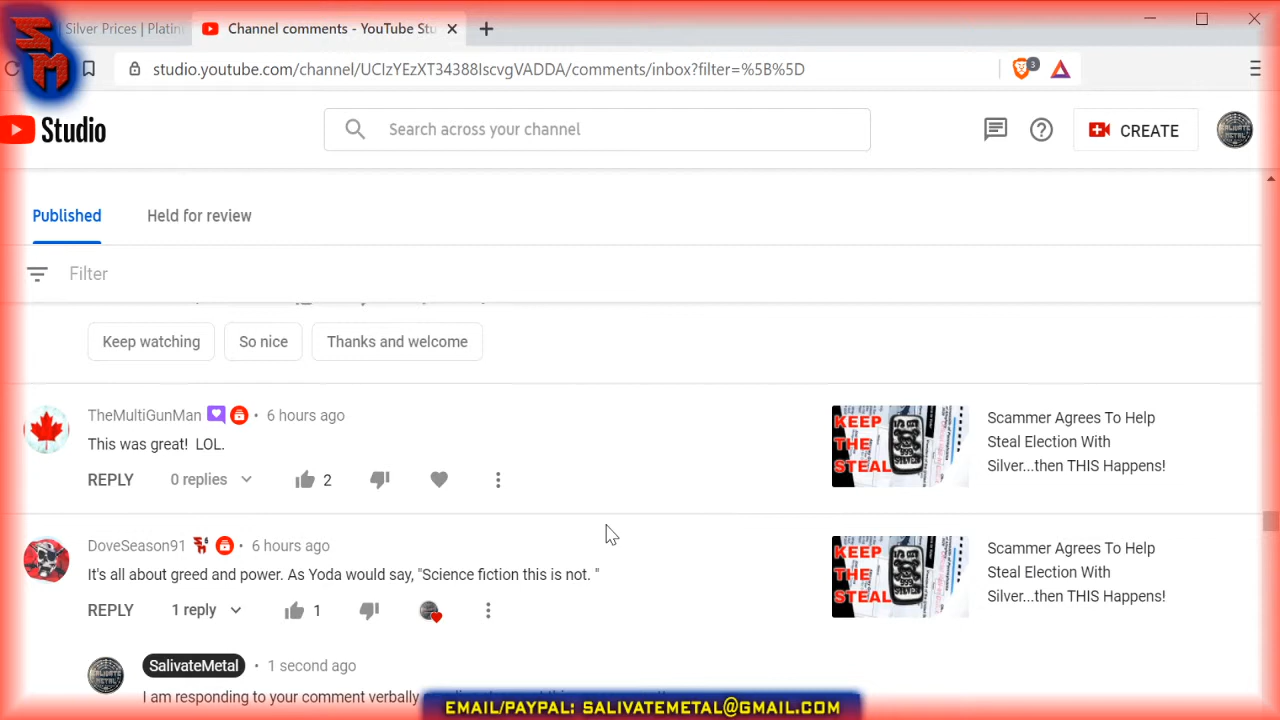 Silver Prices | Platin
Channel comments - YouTube Stu
studio.youtube.com/channel/UCIzYEzXT34388IscvgVADDA/comments/inbox?filter=%5B%5D
3
SM
Studio
Search across your channel
CREATE
Published
Held for review
Filter
Keep watching
So nice
Thanks and welcome
TheMultiGunMan • 6 hours ago
This was great! LOL.
REPLY 0 replies 2
KEEP
THE
STEAL
Scammer Agrees To Help
Steal Election With
Silver...then THIS Happens!
DoveSeason91 • 6 hours ago
It's all about greed and power. As Yoda would say, "Science fiction this is not. "
REPLY 1 reply 1
KEEP
THE
STEAL
Scammer Agrees To Help
Steal Election With
Silver...then THIS Happens!
SalivateMetal • 1 second ago
I am responding to your comment verbally
EMAIL/PAYPAL: SALIVATEMETAL@GMAIL.COM